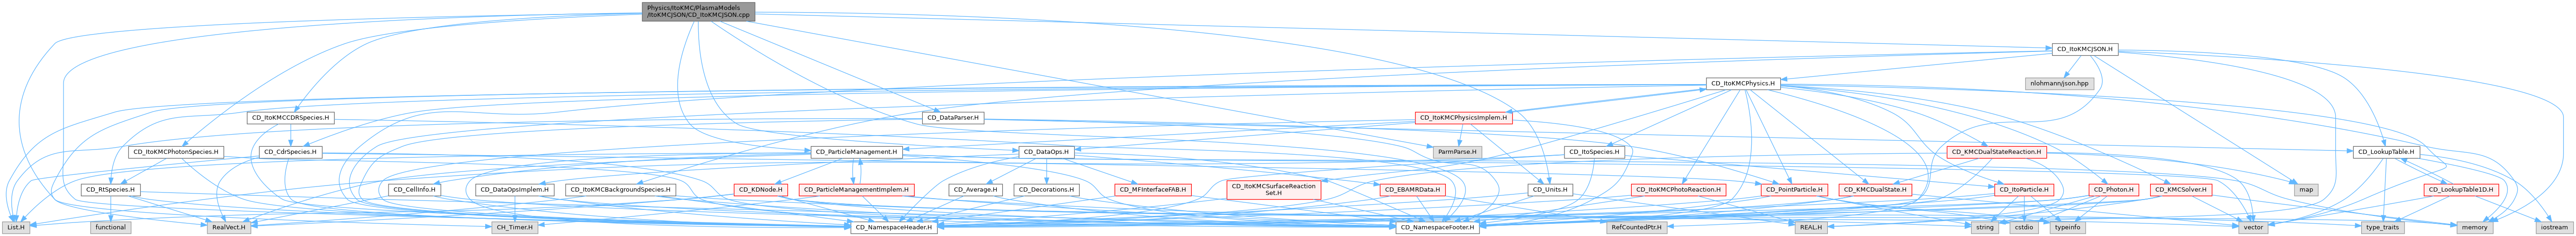 Physics/ItoKMC/PlasmaModels
/ItoKMCJSON/CD_ItoKMCJSON.cpp
CD_ItoKMCJSON.H
CD_ItoKMCPhysics.H
nlohmann/json.hpp
CD_ItoKMCCDRSpecies.H
CD_DataParser.H
CD_ItoKMCPhysicsImplem.H
CD_ItoKMCPhotonSpecies.H
CD_CdrSpecies.H
CD_ParticleManagement.H
CD_DataOps.H
ParmParse.H
CD_ItoSpecies.H
CD_KMCDualStateReaction.H
CD_LookupTable.H
CD_RtSpecies.H
CD_CellInfo.H
CD_DataOpsImplem.H
CD_ItoKMCBackgroundSpecies.H
CD_KDNode.H
CD_ParticleManagementImplem.H
CD_Average.H
CD_Decorations.H
CD_MFInterfaceFAB.H
CD_ItoKMCSurfaceReaction
Set.H
CD_EBAMRData.H
CD_Units.H
CD_ItoKMCPhotoReaction.H
CD_PointParticle.H
CD_KMCDualState.H
CD_ItoParticle.H
CD_Photon.H
CD_KMCSolver.H
map
CD_LookupTable1D.H
List.H
functional
RealVect.H
CH_Timer.H
CD_NamespaceHeader.H
CD_NamespaceFooter.H
RefCountedPtr.H
REAL.H
string
cstdio
typeinfo
vector
type_traits
memory
iostream